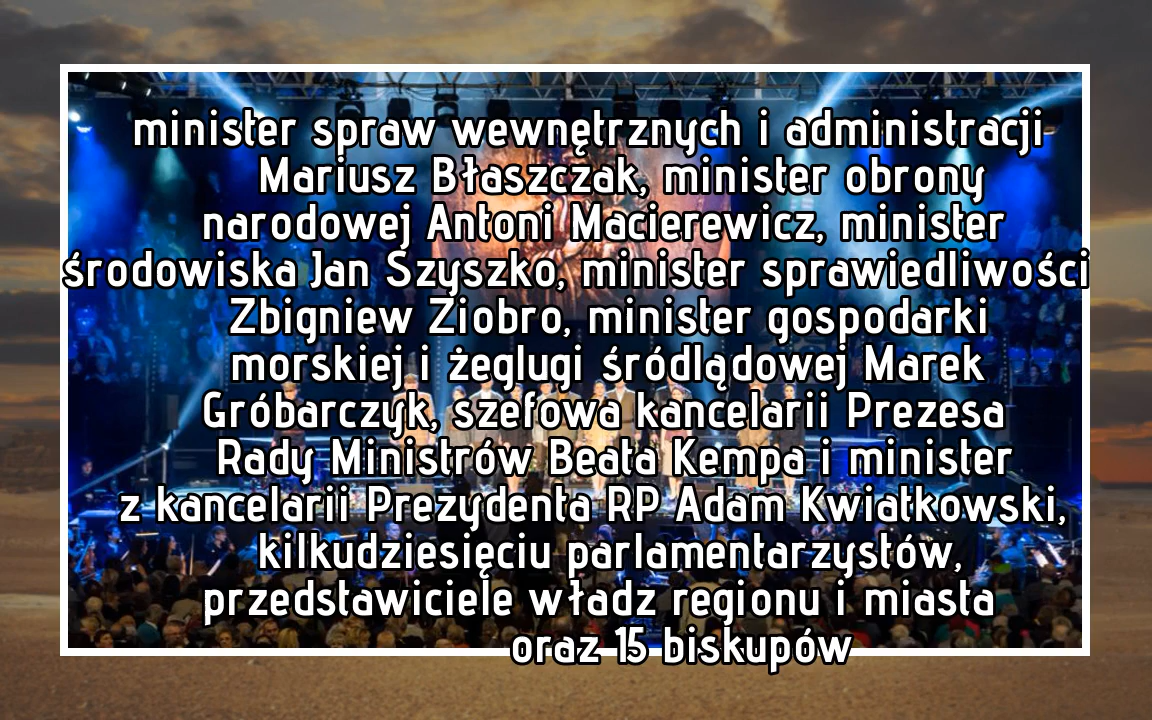 minister spraw wewnętrznych i administracji
Mariusz Błaszczak, minister obrony
narodowej Antoni Macierewicz, minister
środowiska Jan Szyszko, minister sprawiedliwości
Zbigniew Ziobro, minister gospodarki
morskiej i żeglugi śródlądowej Marek
Gróbarczyk, szefowa kancelarii Prezesa
Rady Ministrów Beata Kempa i minister
z kancelarii Prezydenta RP Adam Kwiatkowski,
kilkudziesięciu parlamentarzystów,
przedstawiciele władz regionu i miasta
oraz 15 biskupów